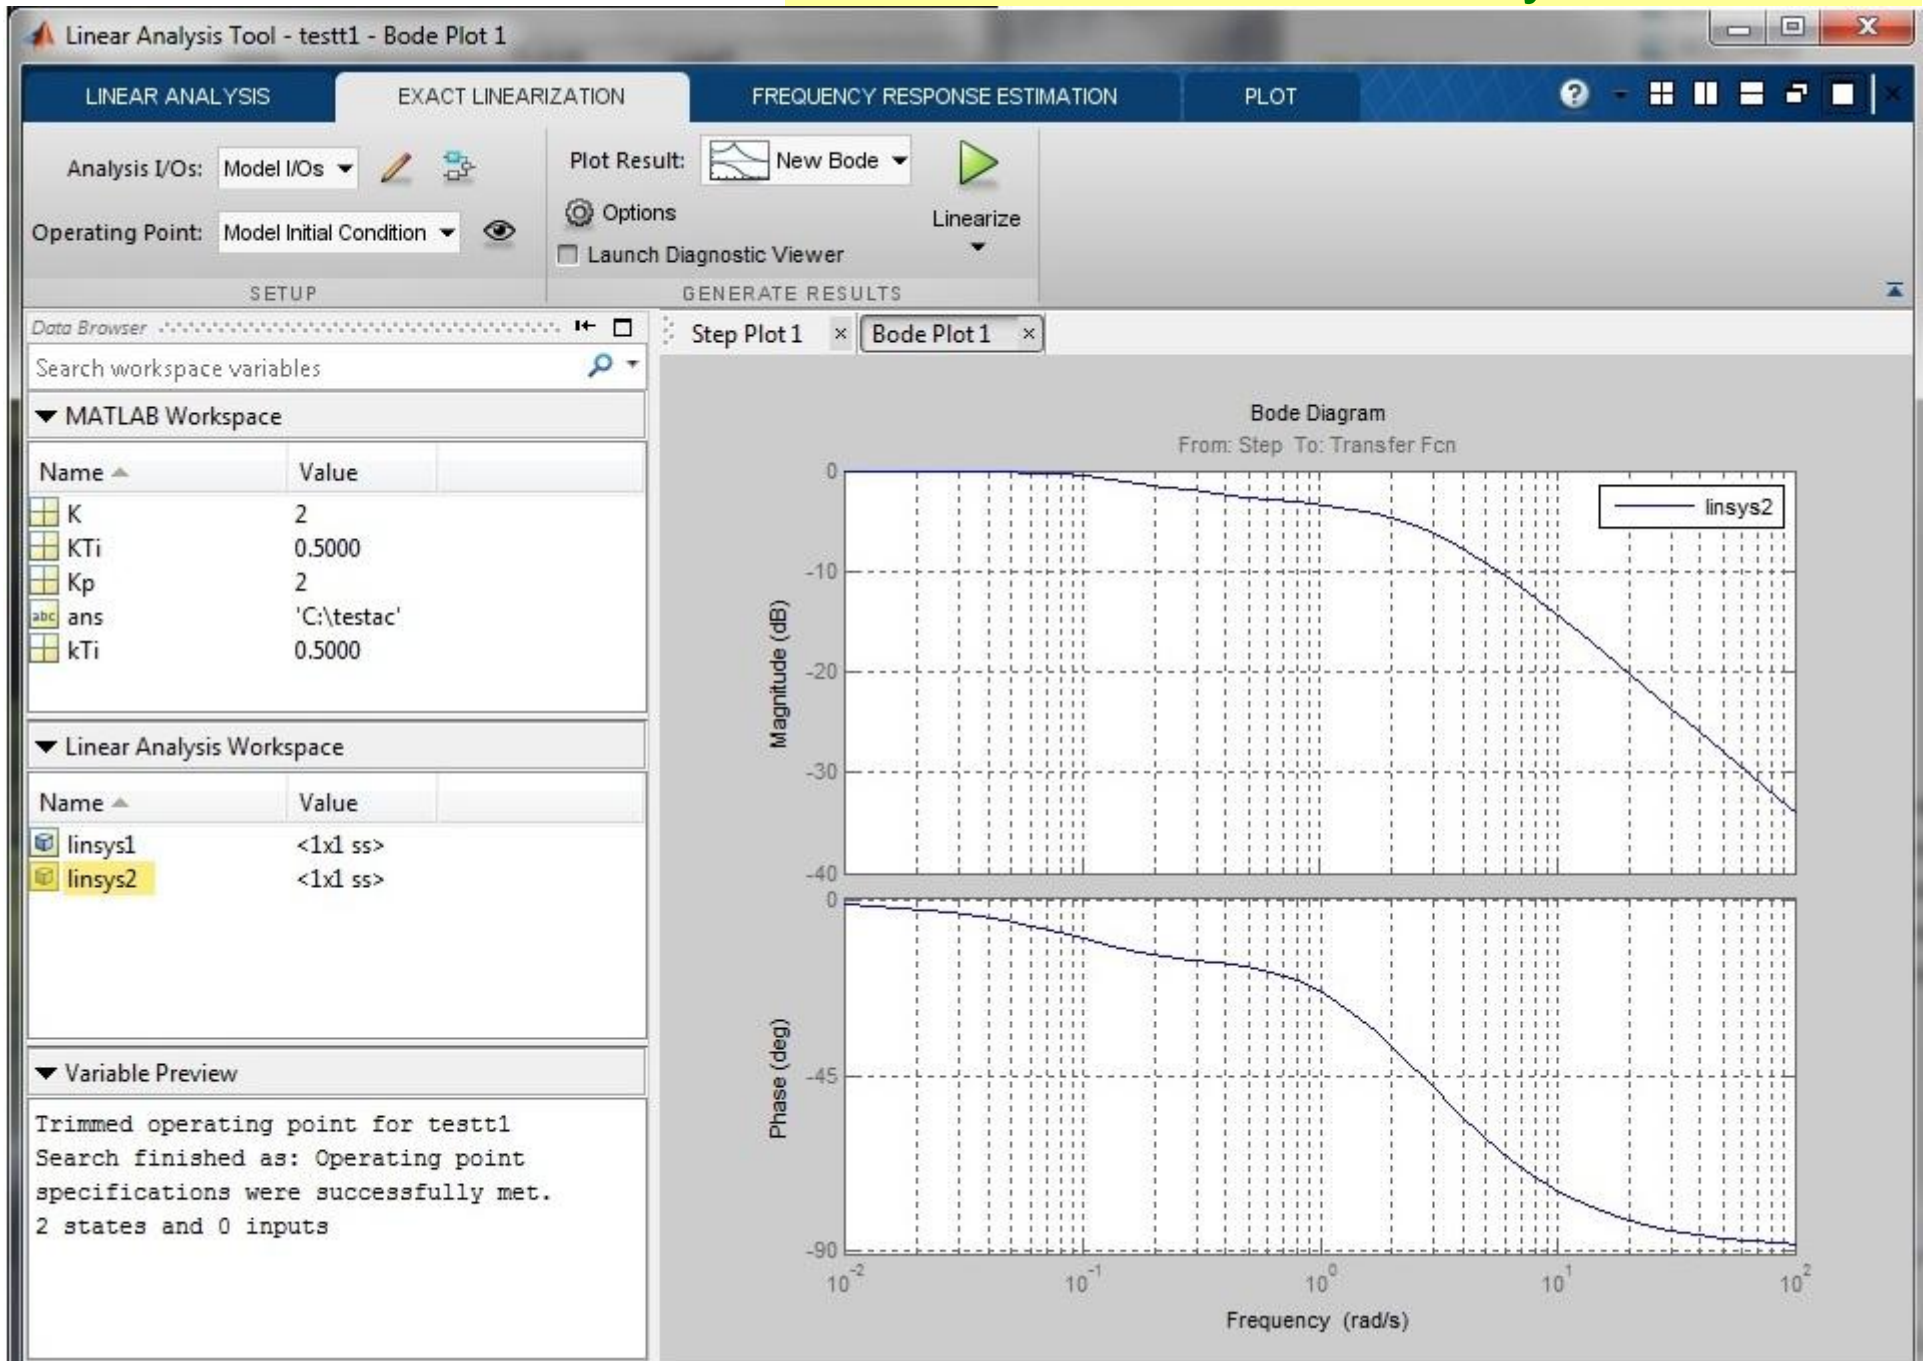 Linear Analysis Tool - testt1 - Bode Plot 1
LINEAR ANALYSIS EXACT LINEARIZATION FREQUENCY RESPONSE ESTIMATION PLOT ?
Analysis I/Os: Model I/Os
Operating Point: Model Initial Condition
SETUP
Plot Result: New Bode
Options
Launch Diagnostic Viewer
Linearize
GENERATE RESULTS
Data Browser
Search workspace variables
MATLAB Workspace
Name Value
K 2
KTi 0.5000
Kp 2
abc ans 'C:\testac'
kTi 0.5000
Linear Analysis Workspace
Name Value
linsys1 <1x1 ss>
linsys2 <1x1 ss>
Variable Preview
Trimmed operating point for testt1
Search finished as: Operating point
specifications were successfully met.
2 states and 0 inputs
Step Plot 1 × Bode Plot 1 ×
Bode Diagram
From: Step To: Transfer Fcn
linsys2
Magnitude (dB)
0
-10
-20
-30
-40
Phase (deg)
0
-45
-90
10^-2 10^-1 10^0 10^1 10^2
Frequency (rad/s)